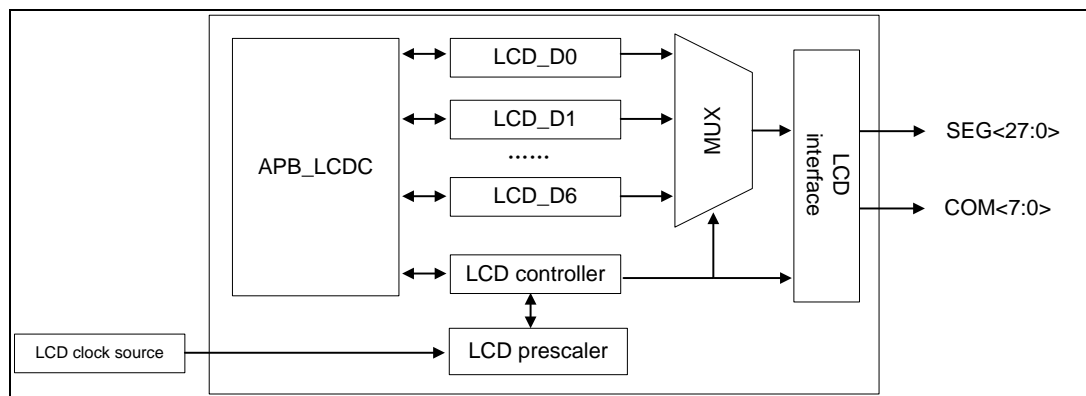 LCD_D0
LCD_D1
......
LCD_D6
APB_LCDC
MUX
LCD
interface
SEG<27:0>
COM<7:0>
LCD controller
LCD prescaler
LCD clock source